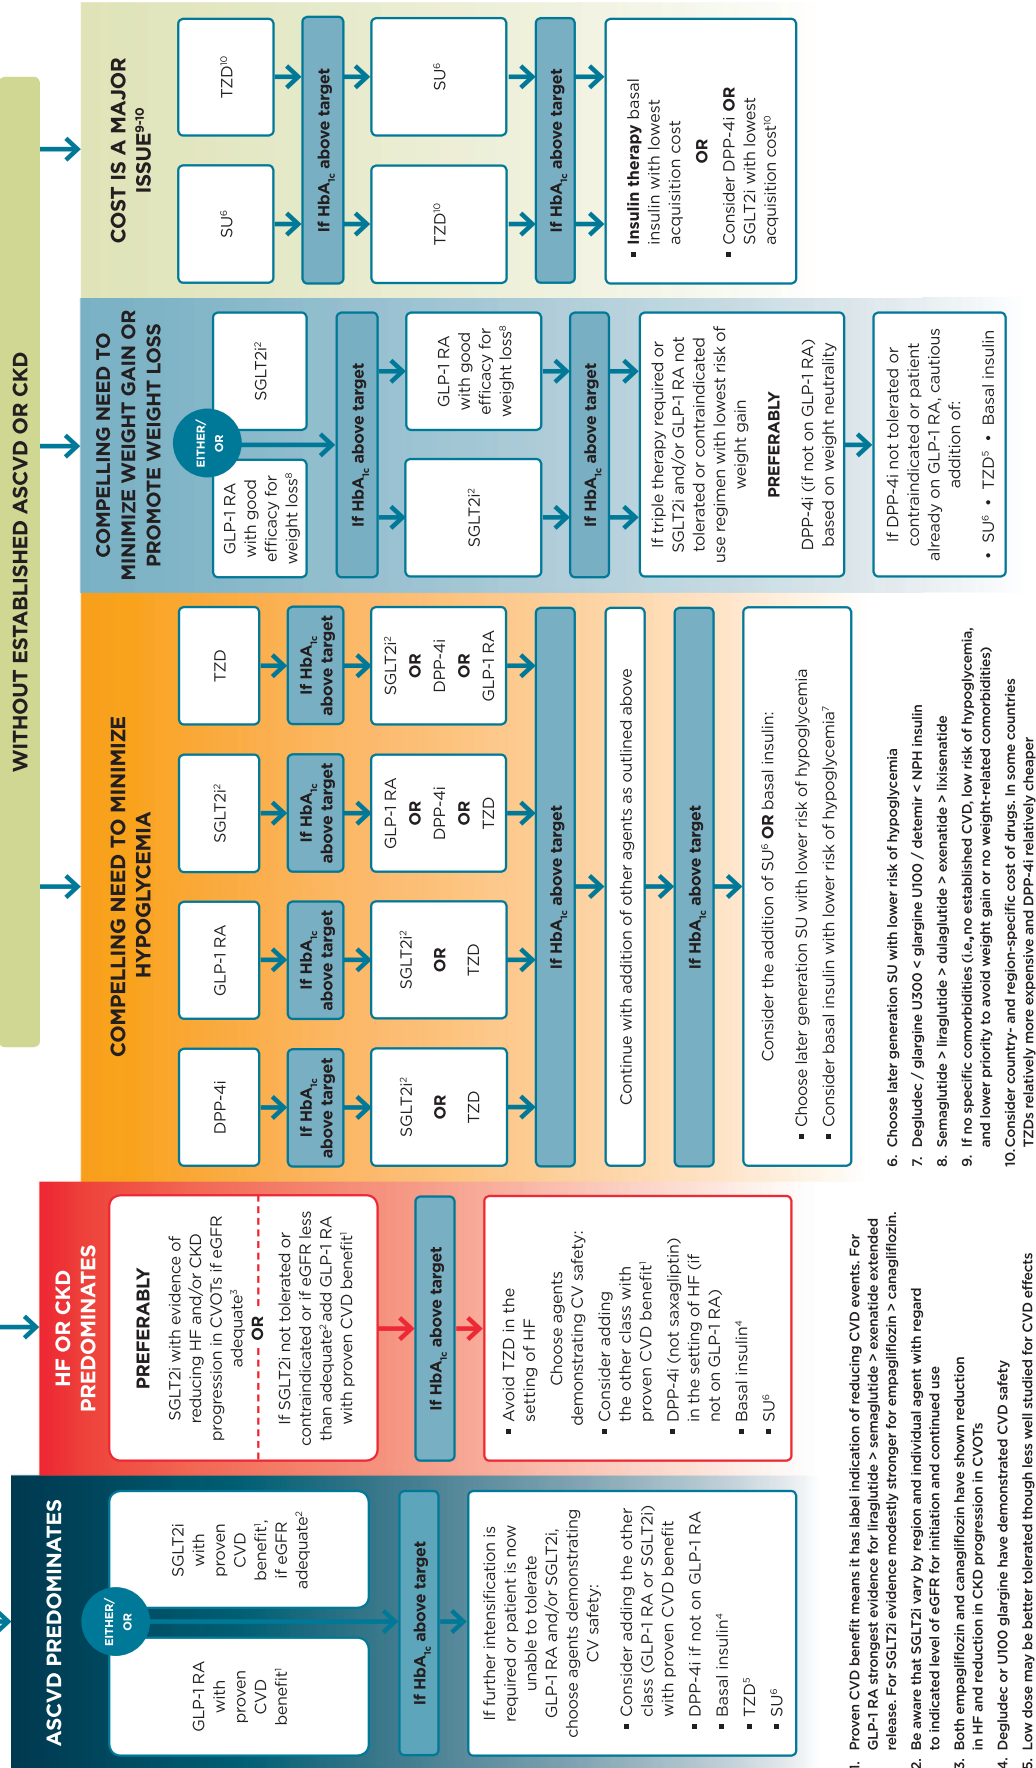 WITHOUT ESTABLISHED ASCVD OR CKD
ASCVD PREDOMINATES
EITHER/
OR
GLP-1 RA
with
proven
CVD
benefit¹
SGLT2i
with
proven
CVD
benefit¹,
if eGFR
adequate²
If HbA₁c above target
If further intensification is
required or patient is now
unable to tolerate
GLP-1 RA and/or SGLT2i,
choose agents demonstrating
CV safety:
▪ Consider adding the other
class (GLP-1 RA or SGLT2i)
with proven CVD benefit
▪ DPP-4i if not on GLP-1 RA
▪ Basal insulin⁴
▪ TZD⁵
▪ SU⁶
HF OR CKD
PREDOMINATES
PREFERABLY
SGLT2i with evidence of
reducing HF and/or CKD
progression in CVOTs if eGFR
adequate³
OR
If SGLT2i not tolerated or
contraindicated or if eGFR less
than adequate² add GLP-1 RA
with proven CVD benefit¹
If HbA₁c above target
▪ Avoid TZD in the
setting of HF
Choose agents
demonstrating CV safety:
▪ Consider adding
the other class with
proven CVD benefit¹
▪ DPP-4i (not saxagliptin)
in the setting of HF (if
not on GLP-1 RA)
▪ Basal insulin⁴
▪ SU⁶
COMPELLING NEED TO MINIMIZE
HYPOGLYCEMIA
DPP-4i
If HbA₁c
above target
SGLT2i²
OR
TZD
GLP-1 RA
If HbA₁c
above target
SGLT2i²
OR
TZD
SGLT2i²
If HbA₁c
above target
GLP-1 RA
OR
DPP-4i
OR
TZD
TZD
If HbA₁c
above target
SGLT2i²
OR
DPP-4i
OR
GLP-1 RA
If HbA₁c above target
Continue with addition of other agents as outlined above
If HbA₁c above target
Consider the addition of SU⁶ OR basal insulin:
▪ Choose later generation SU with lower risk of hypoglycemia
▪ Consider basal insulin with lower risk of hypoglycemia⁷
COMPELLING NEED TO
MINIMIZE WEIGHT GAIN OR
PROMOTE WEIGHT LOSS
EITHER/
OR
GLP-1 RA
with good
efficacy for
weight loss⁸
SGLT2i²
If HbA₁c above target
SGLT2i²
GLP-1 RA
with good
efficacy for
weight loss⁸
If HbA₁c above target
If triple therapy required or
SGLT2i and/or GLP-1 RA not
tolerated or contraindicated
use regimen with lowest risk of
weight gain
PREFERABLY
DPP-4i (if not on GLP-1 RA)
based on weight neutrality
If DPP-4i not tolerated or
contraindicated or patient
already on GLP-1 RA, cautious
addition of:
• SU⁶ • TZD⁵ • Basal insulin
COST IS A MAJOR
ISSUE⁹⁻¹⁰
SU⁶
TZD¹⁰
If HbA₁c above target
TZD¹⁰
SU⁶
If HbA₁c above target
▪ Insulin therapy basal
insulin with lowest
acquisition cost
OR
▪ Consider DPP-4i OR
SGLT2i with lowest
acquisition cost¹⁰
1. Proven CVD benefit means it has label indication of reducing CVD events. For
GLP-1 RA strongest evidence for liraglutide > semaglutide > exenatide extended
release. For SGLT2i evidence modestly stronger for empagliflozin > canagliflozin.
2. Be aware that SGLT2i vary by region and individual agent with regard
to indicated level of eGFR for initiation and continued use
3. Both empagliflozin and canagliflozin have shown reduction
in HF and reduction in CKD progression in CVOTs
4. Degludec or U100 glargine have demonstrated CVD safety
5. Low dose may be better tolerated though less well studied for CVD effects
6. Choose later generation SU with lower risk of hypoglycemia
7. Degludec / glargine U300 < glargine U100 / detemir < NPH insulin
8. Semaglutide > liraglutide > dulaglutide > exenatide > lixisenatide
9. If no specific comorbidities (i.e., no established CVD, low risk of hypoglycemia,
and lower priority to avoid weight gain or no weight-related comorbidities)
10. Consider country- and region-specific cost of drugs. In some countries
TZDs relatively more expensive and DPP-4i relatively cheaper